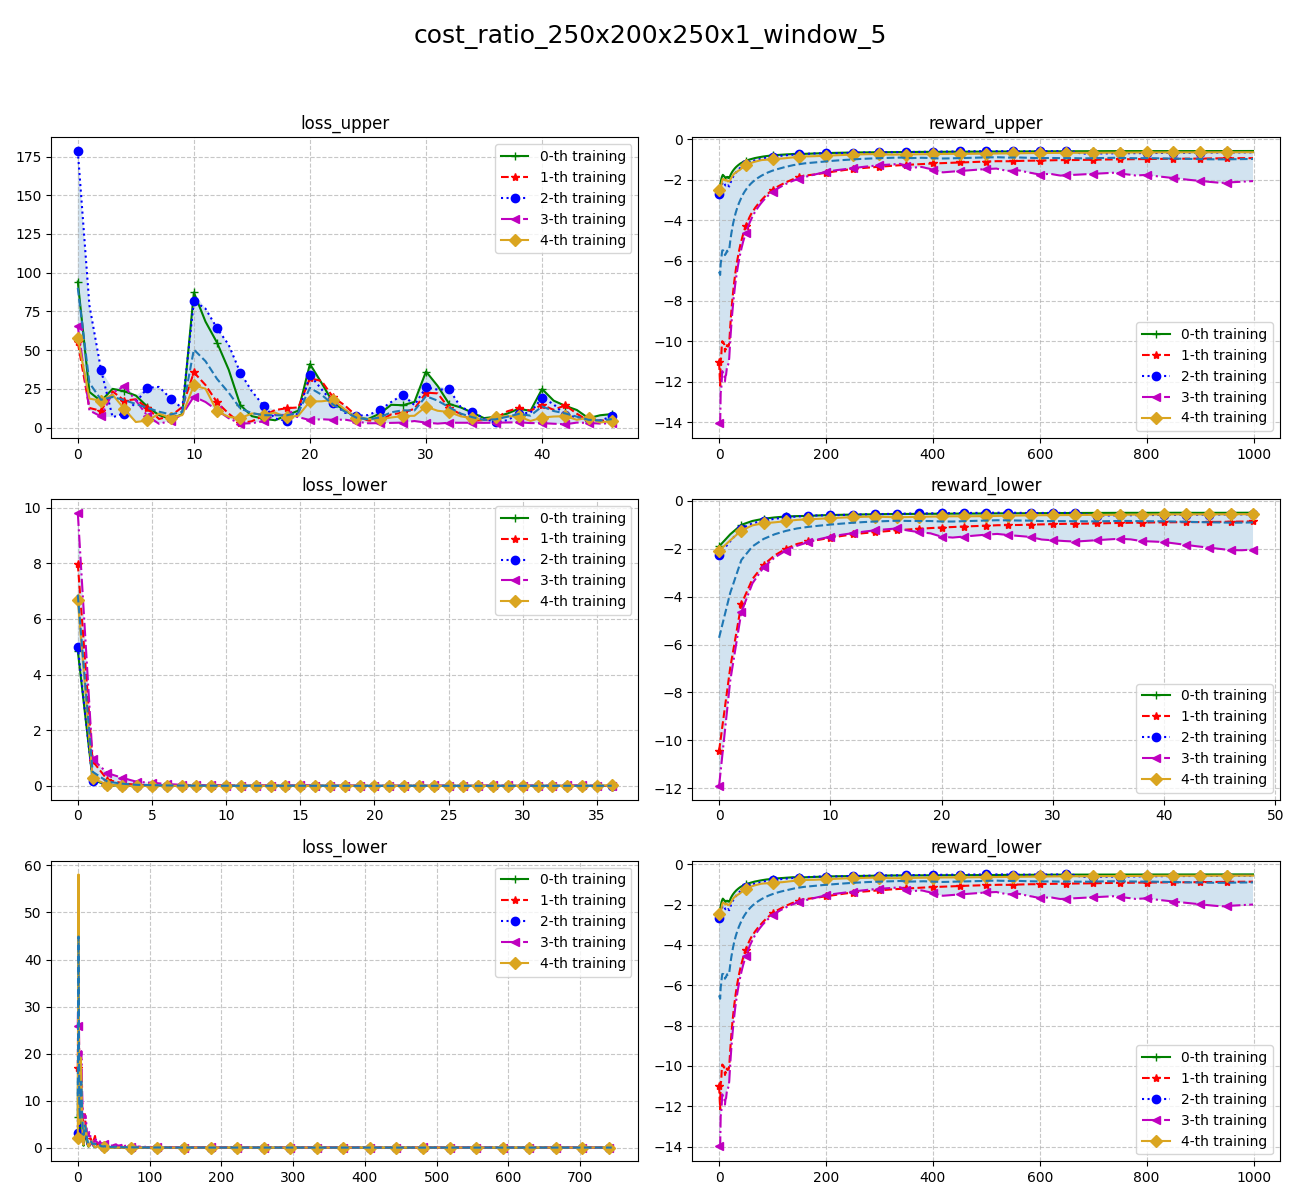 cost_ratio_250x200x250x1_window_5
loss_upper
175
150
125
100
75
50
25
0
0
10
20
30
40
0-th training
1-th training
2-th training
3-th training
4-th training
reward_upper
0
−2
−4
−6
−8
−10
−12
−14
0
200
400
600
800
1000
0-th training
1-th training
2-th training
3-th training
4-th training
loss_lower
10
8
6
4
2
0
0
5
10
15
20
25
30
35
0-th training
1-th training
2-th training
3-th training
4-th training
reward_lower
0
−2
−4
−6
−8
−10
−12
0
10
20
30
40
50
0-th training
1-th training
2-th training
3-th training
4-th training
loss_lower
60
50
40
30
20
10
0
0
100
200
300
400
500
600
700
0-th training
1-th training
2-th training
3-th training
4-th training
reward_lower
0
−2
−4
−6
−8
−10
−12
−14
0
200
400
600
800
1000
0-th training
1-th training
2-th training
3-th training
4-th training